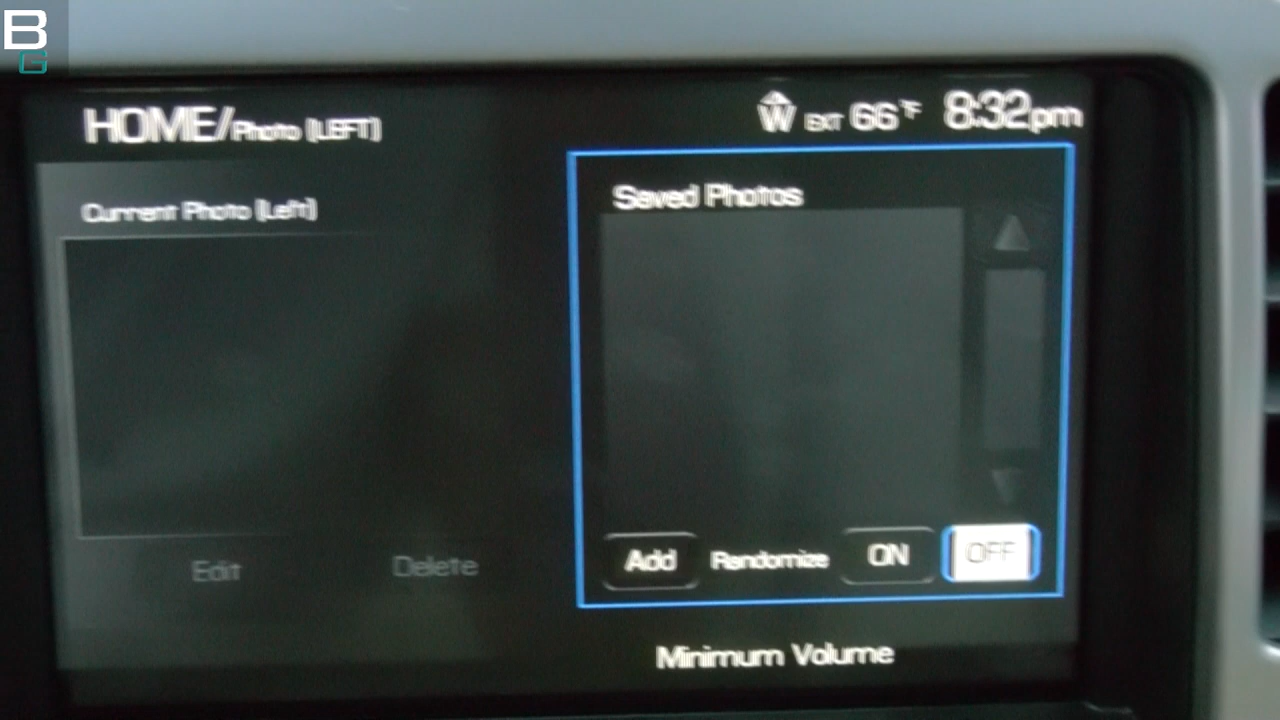 B
G
HOME/Photo (LEFT)
W EXT 66°F 8:32pm
Current Photo (Left)
Saved Photos
Edit Delete
Add Randomize ON OFF
Minimum Volume